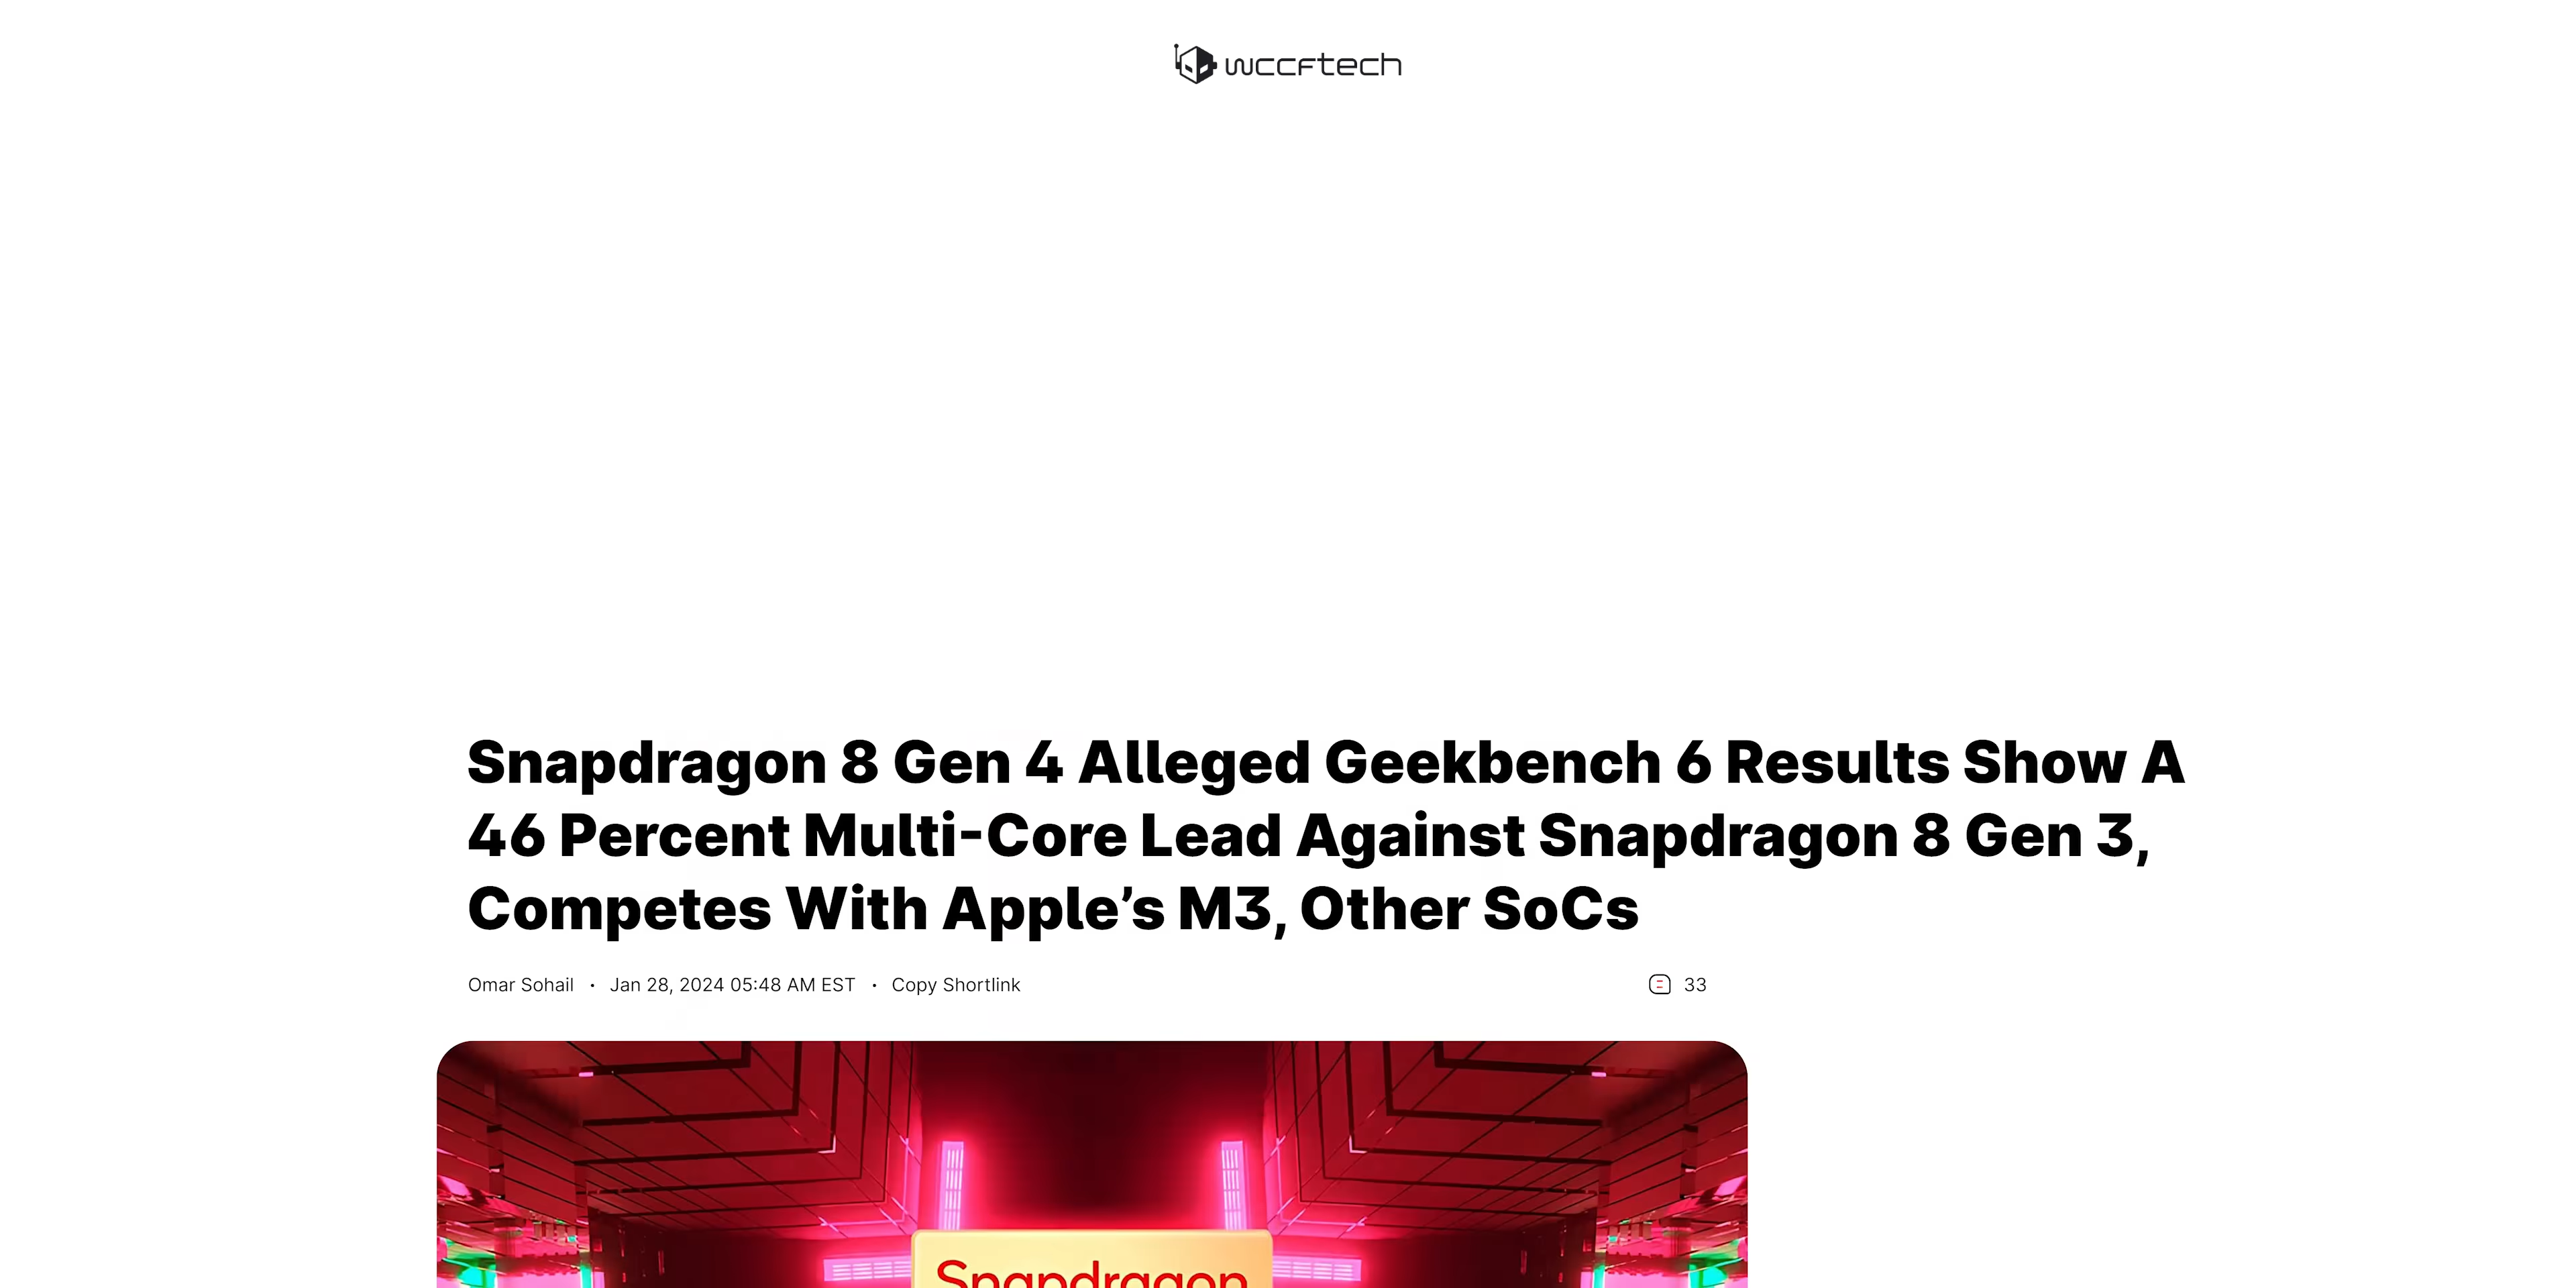 wccftech
Snapdragon 8 Gen 4 Alleged Geekbench 6 Results Show A
46 Percent Multi-Core Lead Against Snapdragon 8 Gen 3,
Competes With Apple’s M3, Other SoCs
Omar Sohail • Jan 28, 2024 05:48 AM EST • Copy Shortlink 33
Snapdragon